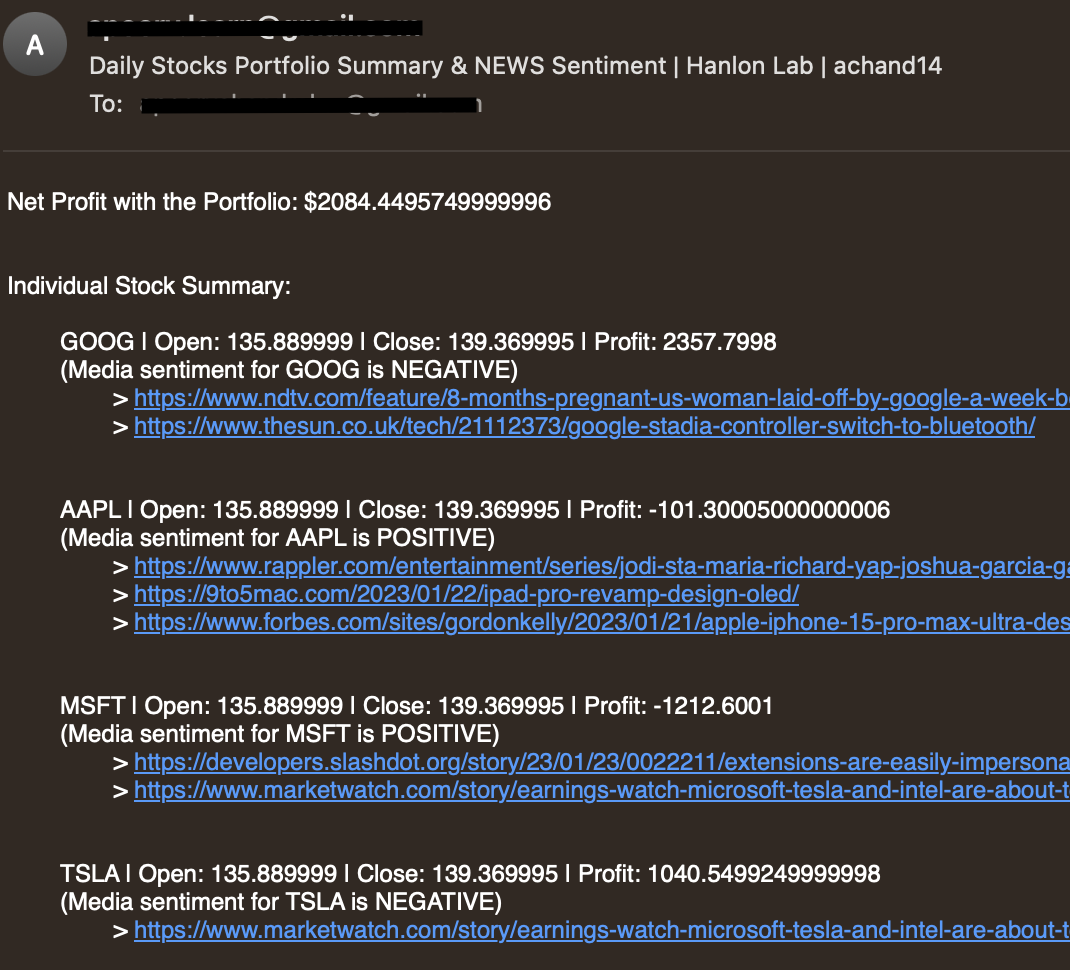 A
Daily Stocks Portfolio Summary & NEWS Sentiment | Hanlon Lab | achand14
To:
Net Profit with the Portfolio: $2084.4495749999996
Individual Stock Summary:
GOOG | Open: 135.889999 | Close: 139.369995 | Profit: 2357.7998
(Media sentiment for GOOG is NEGATIVE)
> https://www.ndtv.com/feature/8-months-pregnant-us-woman-laid-off-by-google-a-week-b
> https://www.thesun.co.uk/tech/21112373/google-stadia-controller-switch-to-bluetooth/
AAPL | Open: 135.889999 | Close: 139.369995 | Profit: -101.30005000000006
(Media sentiment for AAPL is POSITIVE)
> https://www.rappler.com/entertainment/series/jodi-sta-maria-richard-yap-joshua-garcia-ga
> https://9to5mac.com/2023/01/22/ipad-pro-revamp-design-oled/
> https://www.forbes.com/sites/gordonkelly/2023/01/21/apple-iphone-15-pro-max-ultra-des
MSFT | Open: 135.889999 | Close: 139.369995 | Profit: -1212.6001
(Media sentiment for MSFT is POSITIVE)
> https://developers.slashdot.org/story/23/01/23/0022211/extensions-are-easily-impersona
> https://www.marketwatch.com/story/earnings-watch-microsoft-tesla-and-intel-are-about-t
TSLA | Open: 135.889999 | Close: 139.369995 | Profit: 1040.5499249999998
(Media sentiment for TSLA is NEGATIVE)
> https://www.marketwatch.com/story/earnings-watch-microsoft-tesla-and-intel-are-about-t